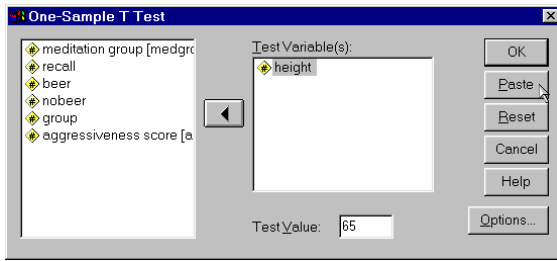 One-Sample T Test
meditation group [medgro
recall
beer
nobeer
group
aggressiveness score [a
Test Variable(s):
height
Test Value: 65
OK
Paste
Reset
Cancel
Help
Options...